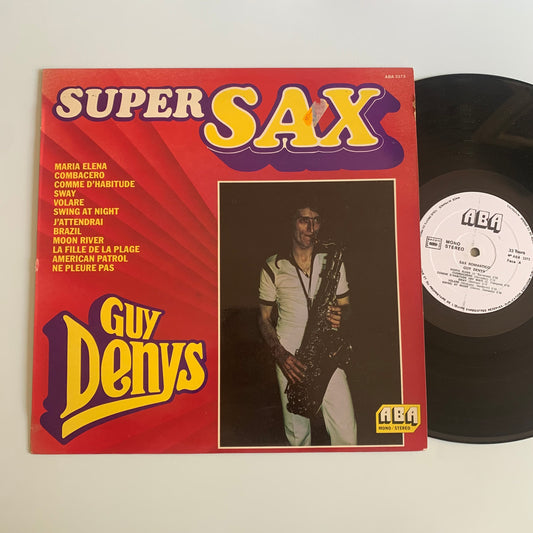 ABA 3373
SUPER SAX
MARIA ELENA
COMBACERO
COMME D'HABITUDE
SWAY
VOLARE
SWING AT NIGHT
J'ATTENDRAI
BRAZIL
MOON RIVER
LA FILLE DE LA PLAGE
AMERICAN PATROL
NE PLEURE PAS
GUY
Denys
ABA
MONO / STEREO
ABA
MONO
STEREO
33 Tours
Face A
SAX ROMANTICO
GUY DENYS